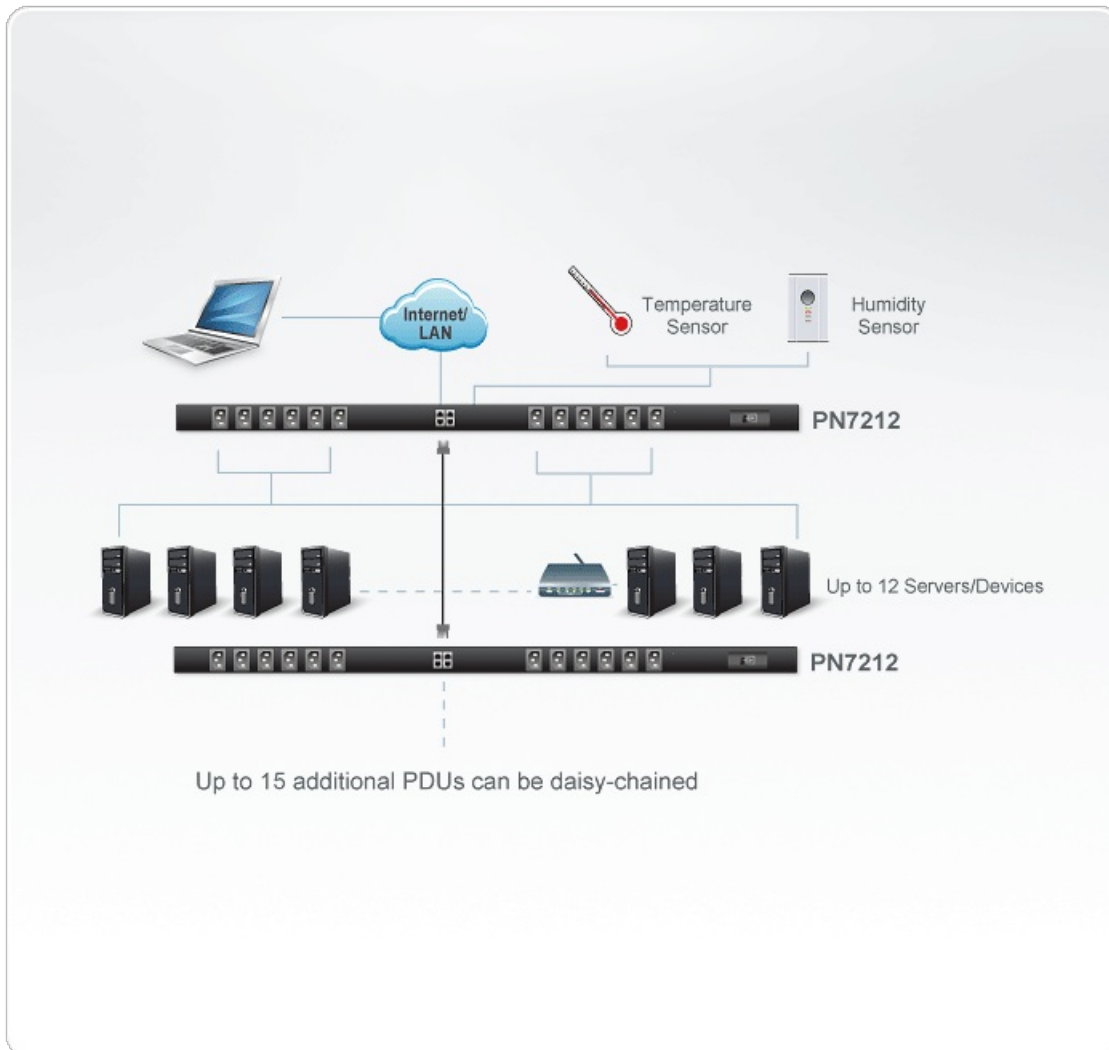 Internet/
LAN
Temperature
Sensor
Humidity
Sensor
PN7212
Up to 12 Servers/Devices
PN7212
Up to 15 additional PDUs can be daisy-chained